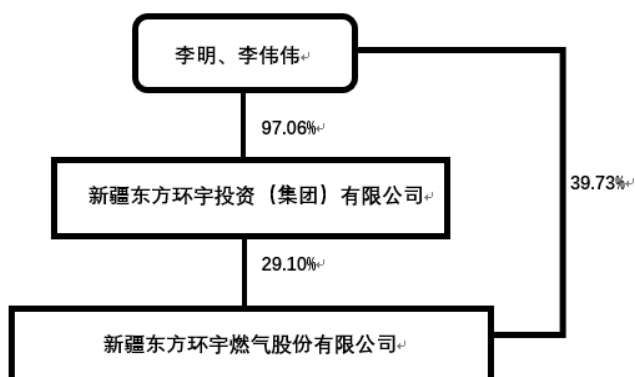 李明、李伟伟
97.06%
新疆东方环宇投资（集团）有限公司
39.73%
29.10%
新疆东方环宇燃气股份有限公司